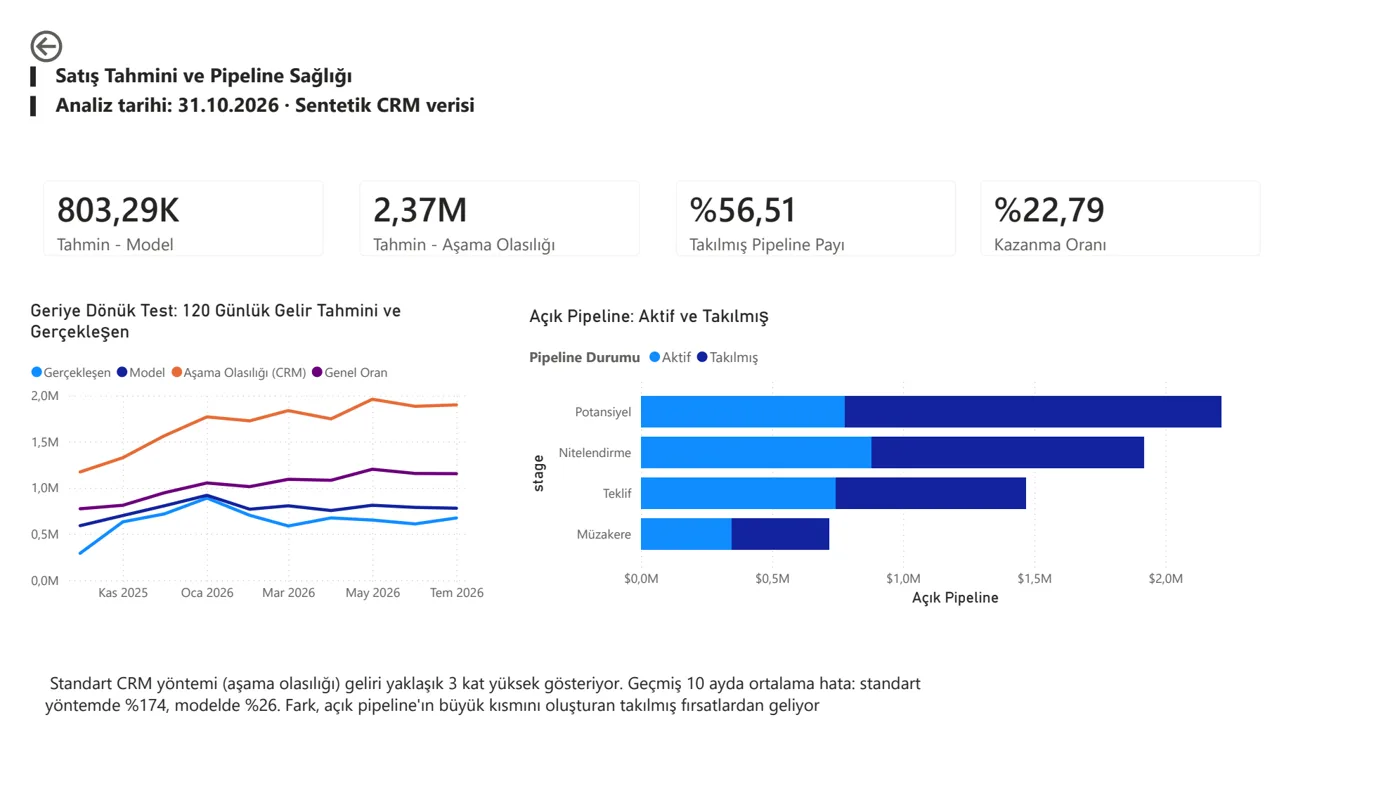 Satış Tahmini ve Pipeline Sağlığı
Analiz tarihi: 31.10.2026 · Sentetik CRM verisi
803,29K
Tahmin - Model
2,37M
Tahmin - Aşama Olasılığı
%56,51
Takılmış Pipeline Payı
%22,79
Kazanma Oranı
Geriye Dönük Test: 120 Günlük Gelir Tahmini ve
Gerçekleşen
Gerçekleşen Model Aşama Olasılığı (CRM) Genel Oran
2,0M
1,5M
1,0M
0,5M
0,0M
Kas 2025 Oca 2026 Mar 2026 May 2026 Tem 2026
Açık Pipeline: Aktif ve Takılmış
Pipeline Durumu Aktif Takılmış
stage
Potansiyel
Nitelendirme
Teklif
Müzakere
$0,0M $0,5M $1,0M $1,5M $2,0M
Açık Pipeline
Standart CRM yöntemi (aşama olasılığı) geliri yaklaşık 3 kat yüksek gösteriyor. Geçmiş 10 ayda ortalama hata: standart
yöntemde %174, modelde %26. Fark, açık pipeline'ın büyük kısmını oluşturan takılmış fırsatlardan geliyor